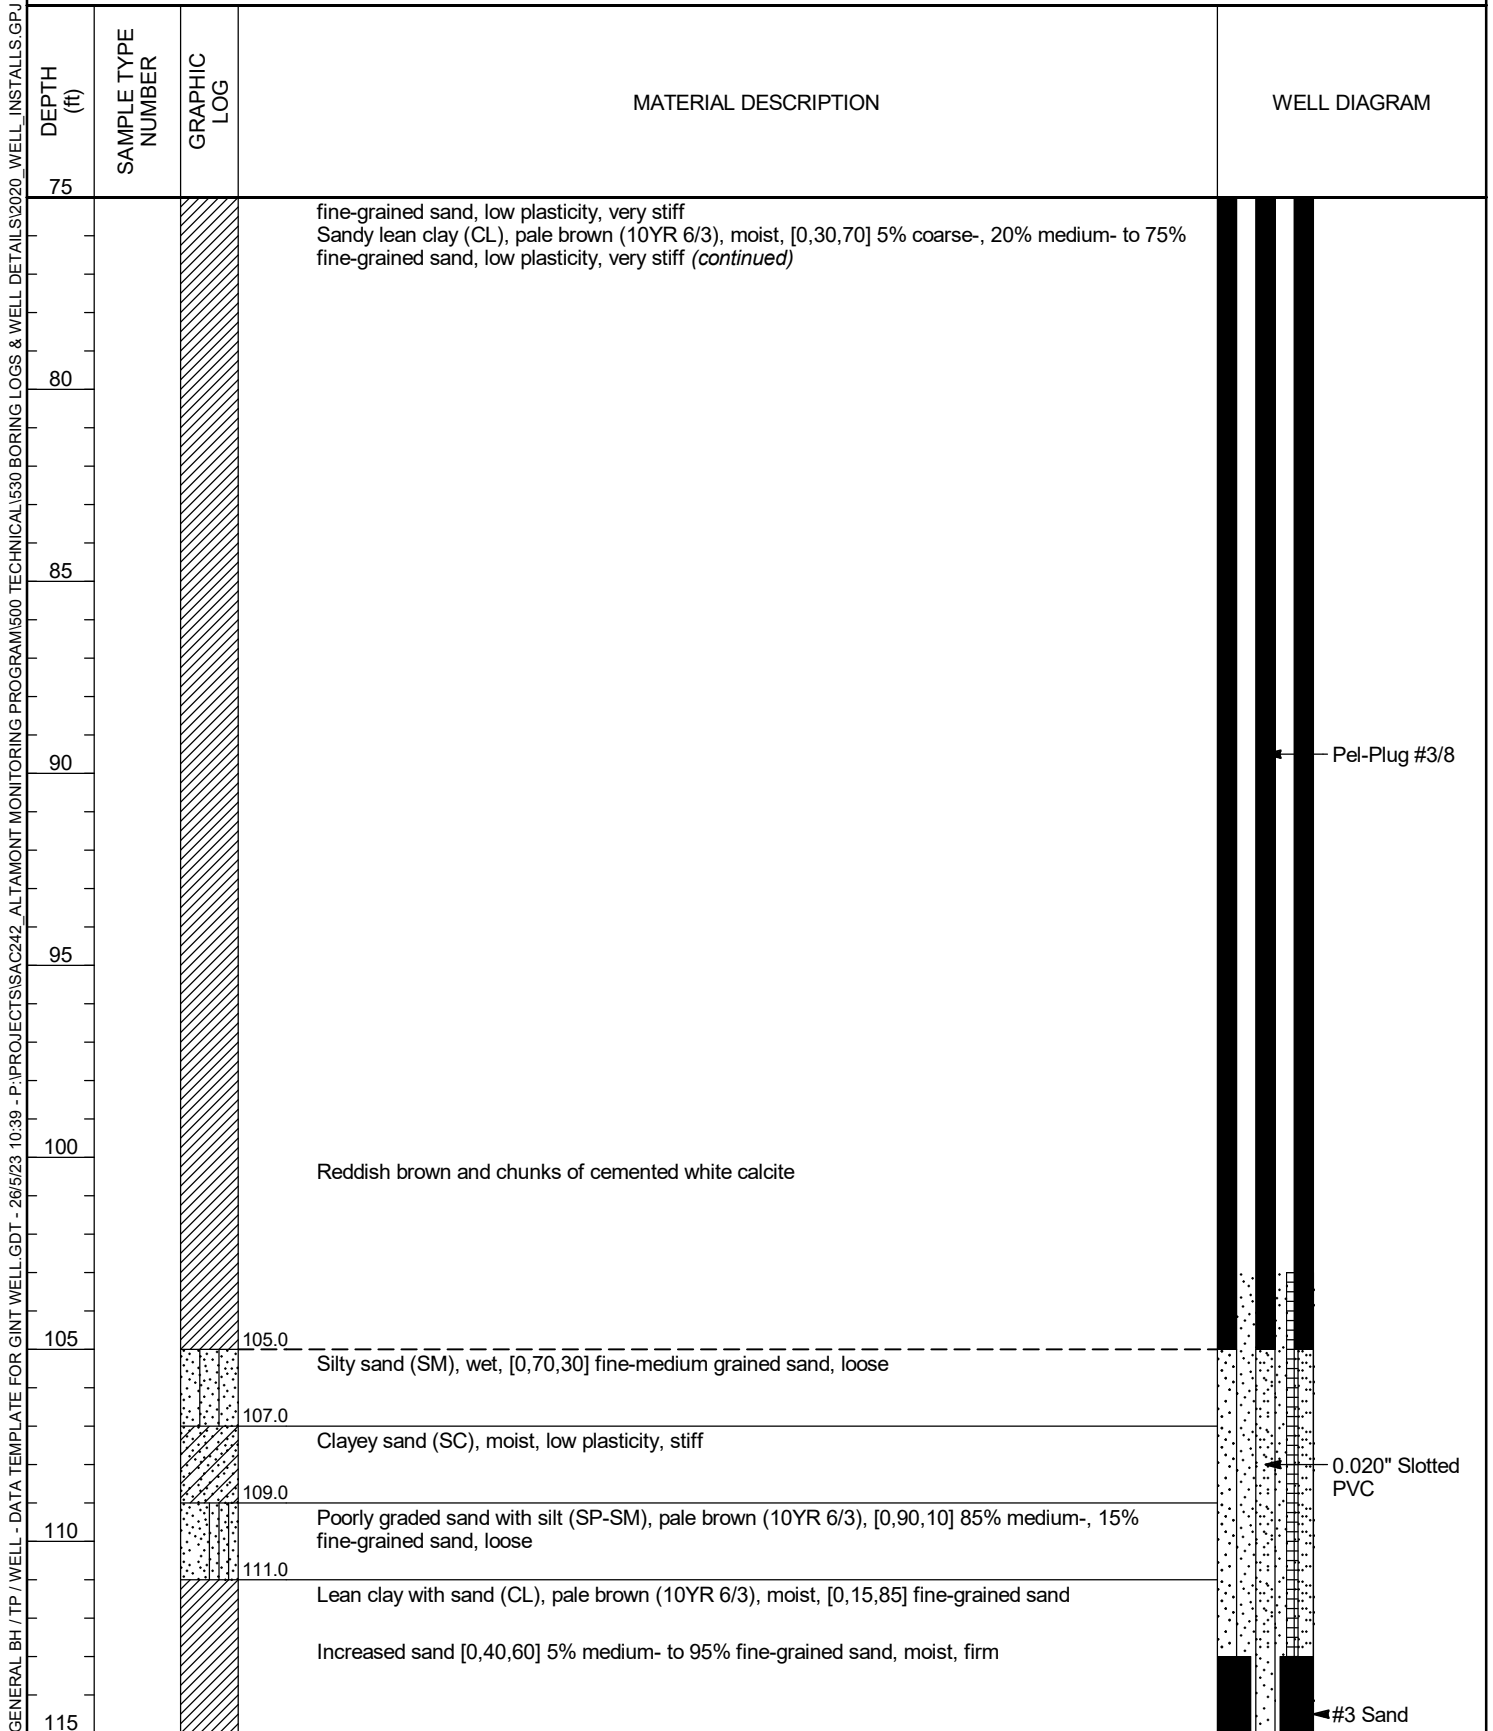 GENERAL BH / TP / WELL - DATA TEMPLATE FOR GINT WELL.GDT - 26/5/23 10:39 - P:\PROJECTS\SAC242_ALTAMONT MONITORING PROGRAM\500 TECHNICAL\530 BORING LOGS & WELL DETAILS\2020_WELL_INSTALLS.GPJ
DEPTH
(ft)
SAMPLE TYPE
NUMBER
GRAPHIC
LOG
MATERIAL DESCRIPTION
WELL DIAGRAM
75
fine-grained sand, low plasticity, very stiff
Sandy lean clay (CL), pale brown (10YR 6/3), moist, [0,30,70] 5% coarse-, 20% medium- to 75%
fine-grained sand, low plasticity, very stiff (continued)
80
85
90
Pel-Plug #3/8
95
100
Reddish brown and chunks of cemented white calcite
105
105.0
Silty sand (SM), wet, [0,70,30] fine-medium grained sand, loose
107.0
Clayey sand (SC), moist, low plasticity, stiff
0.020" Slotted
PVC
109.0
Poorly graded sand with silt (SP-SM), pale brown (10YR 6/3), [0,90,10] 85% medium-, 15%
fine-grained sand, loose
110
111.0
Lean clay with sand (CL), pale brown (10YR 6/3), moist, [0,15,85] fine-grained sand
Increased sand [0,40,60] 5% medium- to 95% fine-grained sand, moist, firm
#3 Sand
115